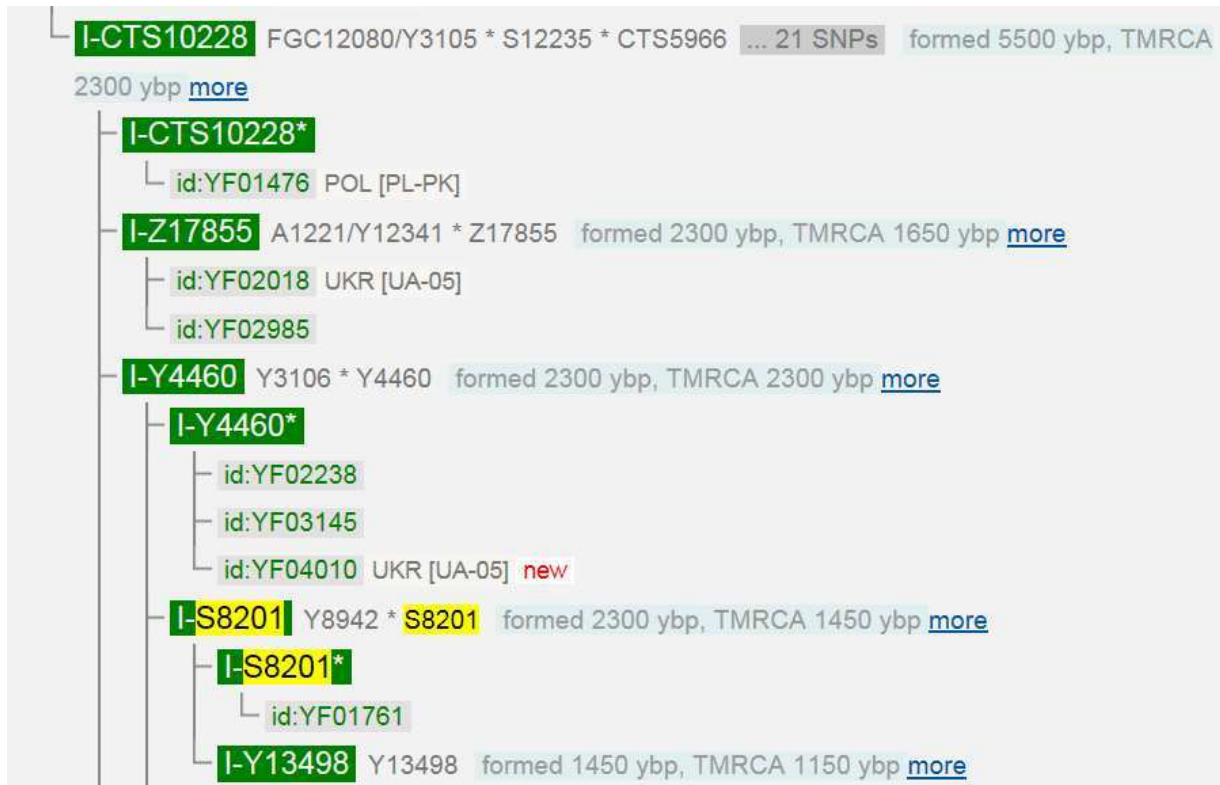 I-CTS10228 FGC12080/Y3105 * S12235 * CTS5966 ... 21 SNPs formed 5500 ybp, TMRCA
2300 ybp more
I-CTS10228*
id:YF01476 POL [PL-PK]
I-Z17855 A1221/Y12341 * Z17855 formed 2300 ybp, TMRCA 1650 ybp more
id:YF02018 UKR [UA-05]
id:YF02985
I-Y4460 Y3106 * Y4460 formed 2300 ybp, TMRCA 2300 ybp more
I-Y4460*
id:YF02238
id:YF03145
id:YF04010 UKR [UA-05] new
I-S8201 Y8942 * S8201 formed 2300 ybp, TMRCA 1450 ybp more
I-S8201*
id:YF01761
I-Y13498 Y13498 formed 1450 ybp, TMRCA 1150 ybp more